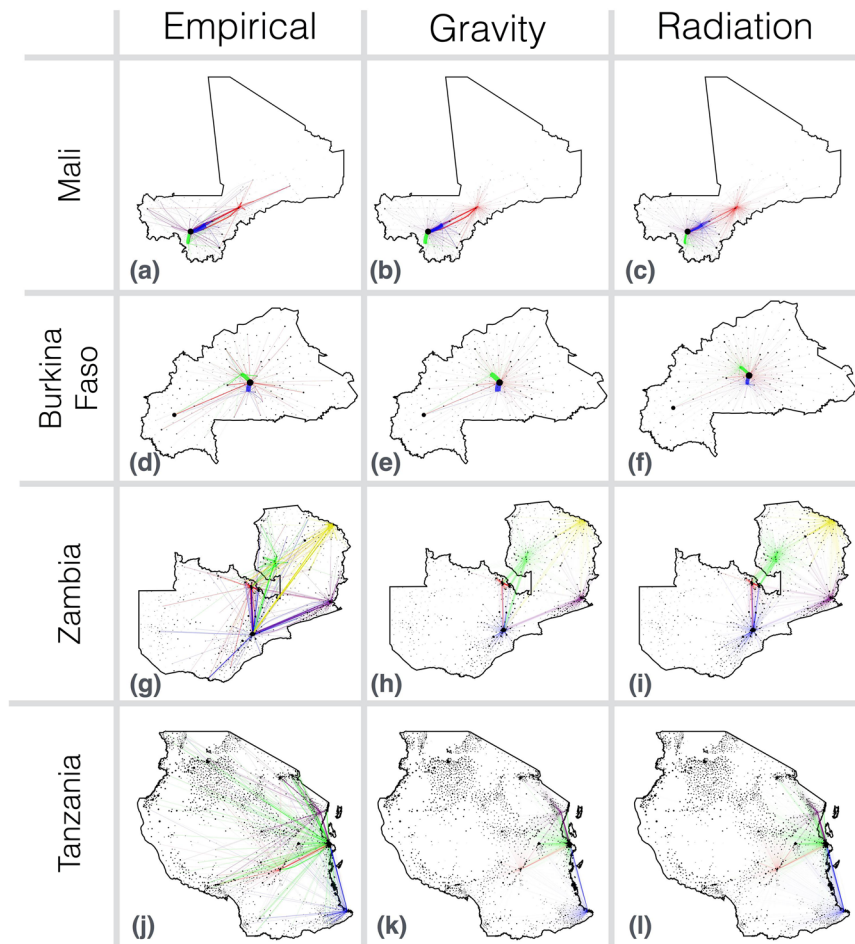 Empirical
Gravity
Radiation
Mali
(a)
(b)
(c)
Burkina
Faso
(d)
(e)
(f)
Zambia
(g)
(h)
(i)
Tanzania
(j)
(k)
(l)